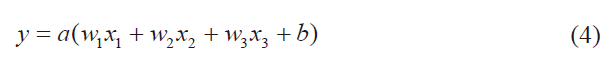 y = a(w₁x₁ + w₂x₂ + w₃x₃ + b) (4)